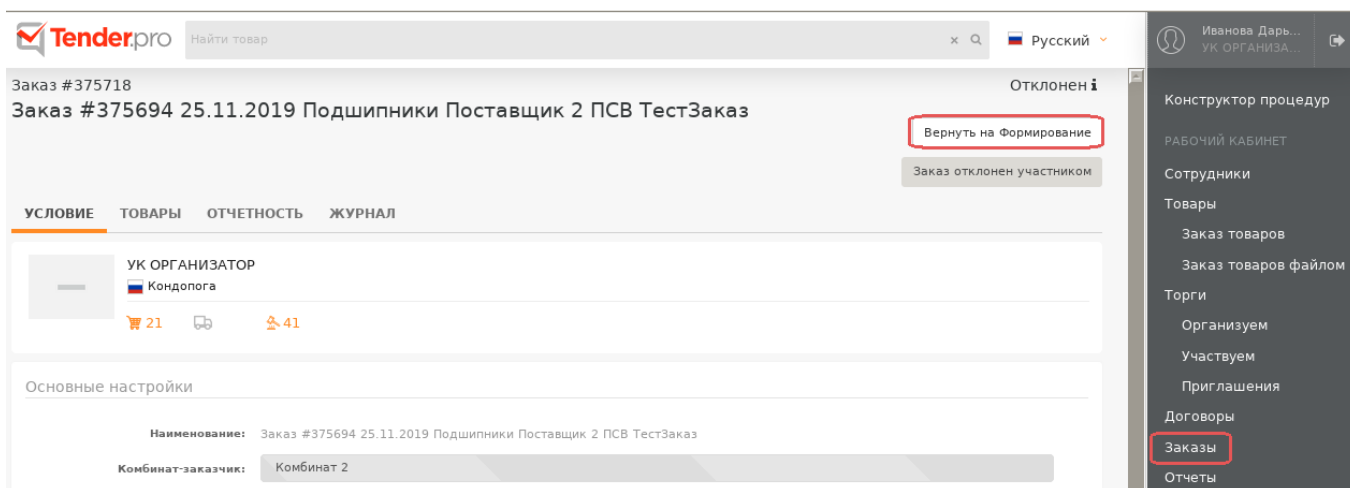 Tender.pro
Найти товар
Русский
Иванова Дарь...
УК ОРГАНИЗА...
Заказ #375718
Отклонен i
Заказ #375694 25.11.2019 Подшипники Поставщик 2 ПСВ ТестЗаказ
Вернуть на Формирование
Заказ отклонен участником
УСЛОВИЕ ТОВАРЫ ОТЧЕТНОСТЬ ЖУРНАЛ
УК ОРГАНИЗАТОР
Кондопога
21 41
Основные настройки
Наименование: Заказ #375694 25.11.2019 Подшипники Поставщик 2 ПСВ ТестЗаказ
Комбинат-заказчик: Комбинат 2
Конструктор процедур
РАБОЧИЙ КАБИНЕТ
Сотрудники
Товары
Заказ товаров
Заказ товаров файлом
Торги
Организуем
Участвуем
Приглашения
Договоры
Заказы
Отчеты